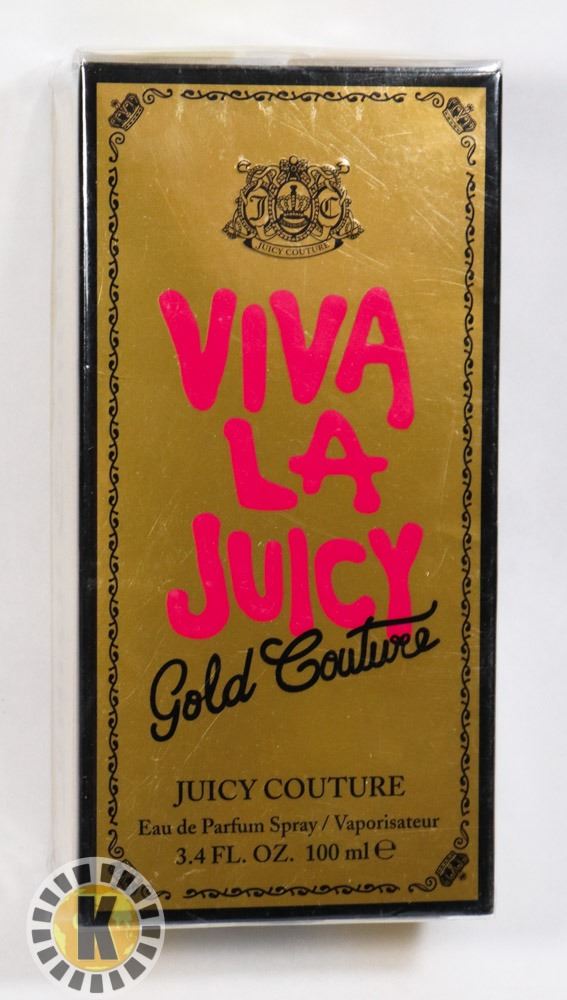 J C
JUICY COUTURE
VIVA
LA
JUICY
Gold Couture
JUICY COUTURE
Eau de Parfum Spray / Vaporisateur
3.4 FL. OZ. 100 ml ℮
K